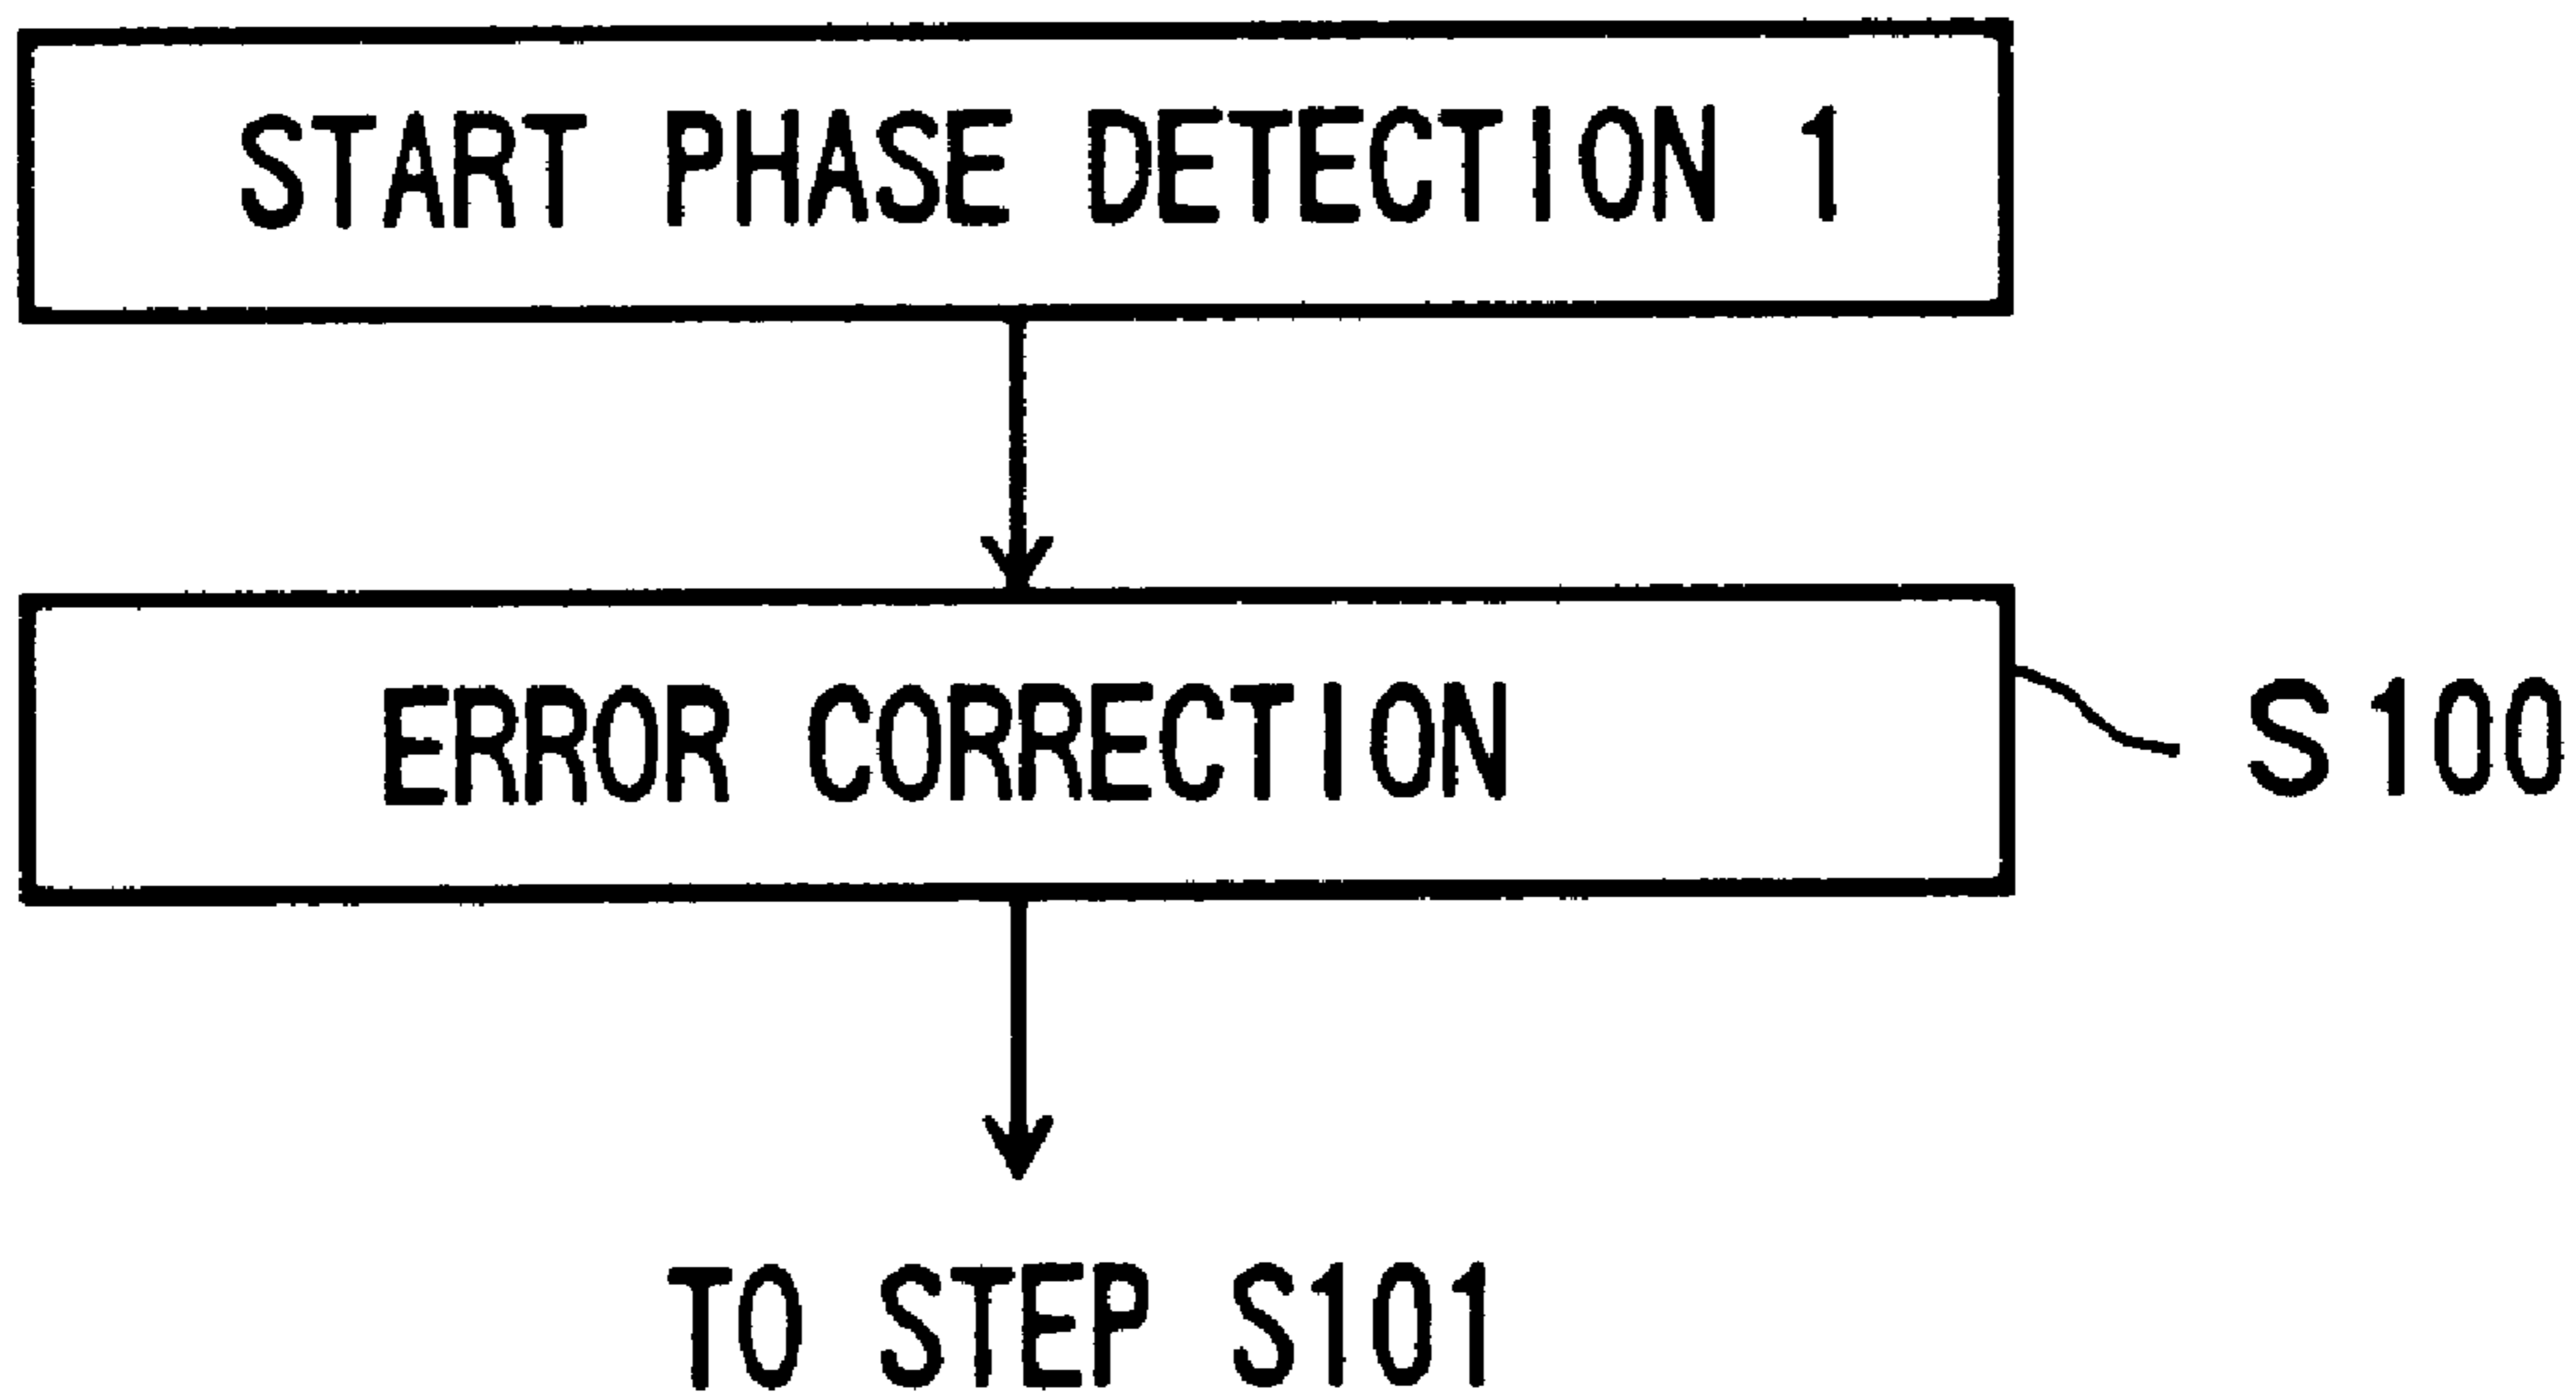 START PHASE DETECTION 1
ERROR CORRECTION
S100
TO STEP S101